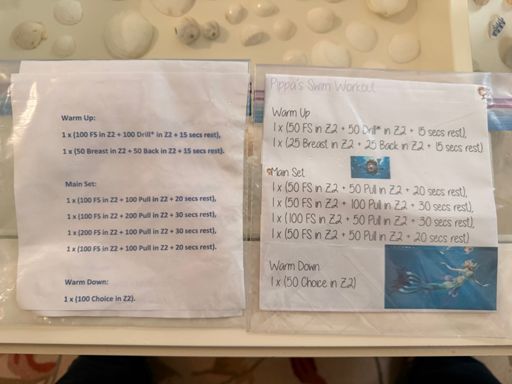 Warm Up:
1 x (100 FS in Z2 + 100 Drill* in Z2 + 15 secs rest),
1 x (50 Breast in Z2 + 50 Back in Z2 + 15 secs rest).
Main Set:
1 x (100 FS in Z2 + 100 Pull in Z2 + 20 secs rest),
1 x (100 FS in Z2 + 200 Pull in Z2 + 30 secs rest),
1 x (200 FS in Z2 + 100 Pull in Z2 + 30 secs rest),
1 x (100 FS in Z2 + 100 Pull in Z2 + 20 secs rest).
Warm Down:
1 x (100 Choice in Z2).
Pippa's Swim Workout
Warm Up
1 x (50 FS in Z2 + 50 Drill* in Z2 + 15 secs rest),
1 x (25 Breast in Z2 + 25 Back in Z2 + 15 secs rest)
Main Set
1 x (50 FS in Z2 + 50 Pull in Z2 + 20 secs rest),
1 x (50 FS in Z2 + 100 Pull in Z2 + 30 secs rest),
1 x (100 FS in Z2 + 50 Pull in Z2 + 30 secs rest),
1 x (50 FS in Z2 + 50 Pull in Z2 + 20 secs rest)
Warm Down
1 x (50 Choice in Z2)